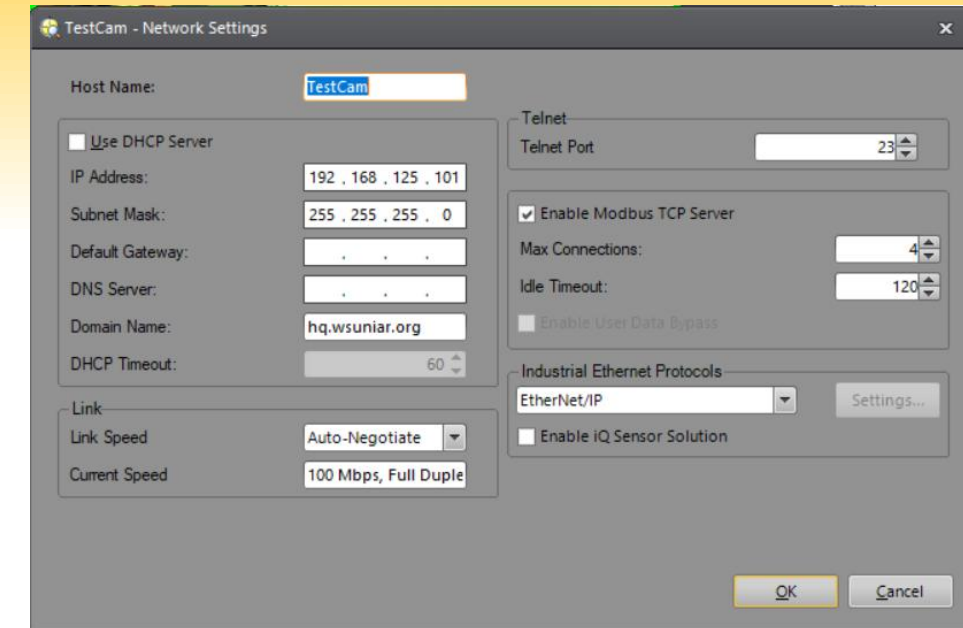 TestCam - Network Settings
Host Name: TestCam
Use DHCP Server
IP Address: 192 . 168 . 125 . 101
Subnet Mask: 255 . 255 . 255 . 0
Default Gateway: . . .
DNS Server: . . .
Domain Name: hq.wsuniar.org
DHCP Timeout: 60
Link
Link Speed Auto-Negotiate
Current Speed 100 Mbps, Full Duple
Telnet
Telnet Port 23
Enable Modbus TCP Server
Max Connections: 4
Idle Timeout: 120
Enable User Data Bypass
Industrial Ethernet Protocols
EtherNet/IP Settings...
Enable iQ Sensor Solution
OK Cancel